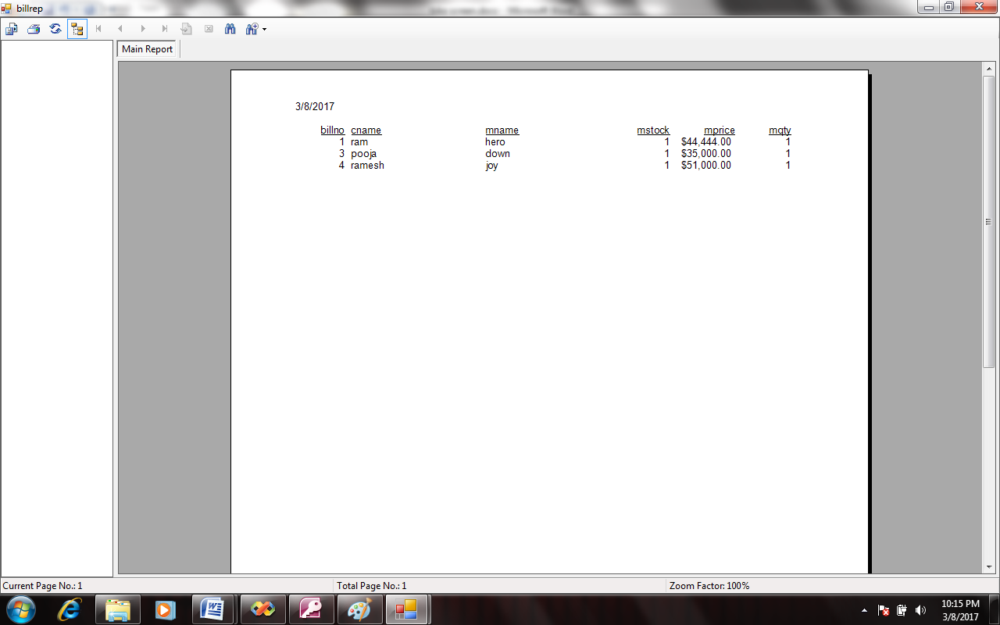 billrep
Main Report
3/8/2017
billno cname mname mstock mprice mqty
1 ram hero 1 $44,444.00 1
3 pooja down 1 $35,000.00 1
4 ramesh joy 1 $51,000.00 1
Current Page No.: 1 Total Page No.: 1 Zoom Factor: 100%
10:15 PM
3/8/2017